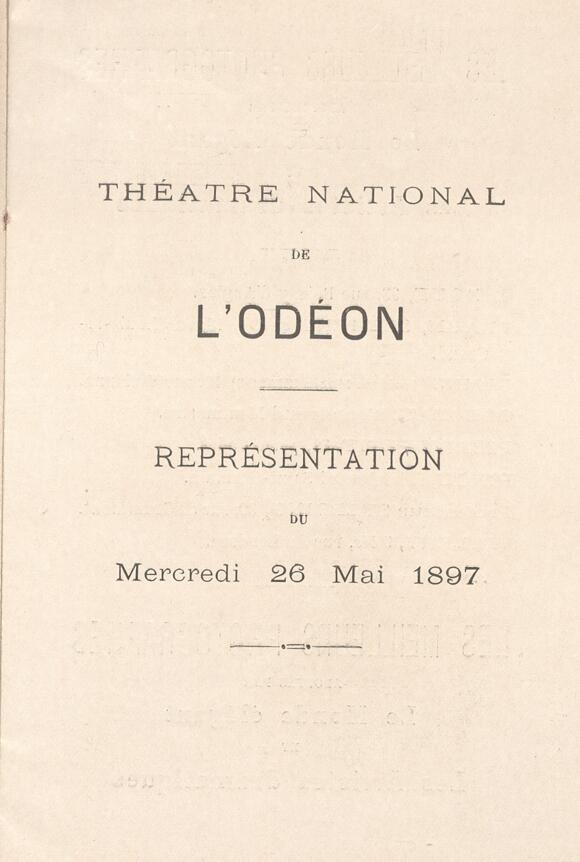 THÉATRE NATIONAL
DE
L'ODÉON
REPRÉSENTATION
DU
Mercredi 26 Mai 1897